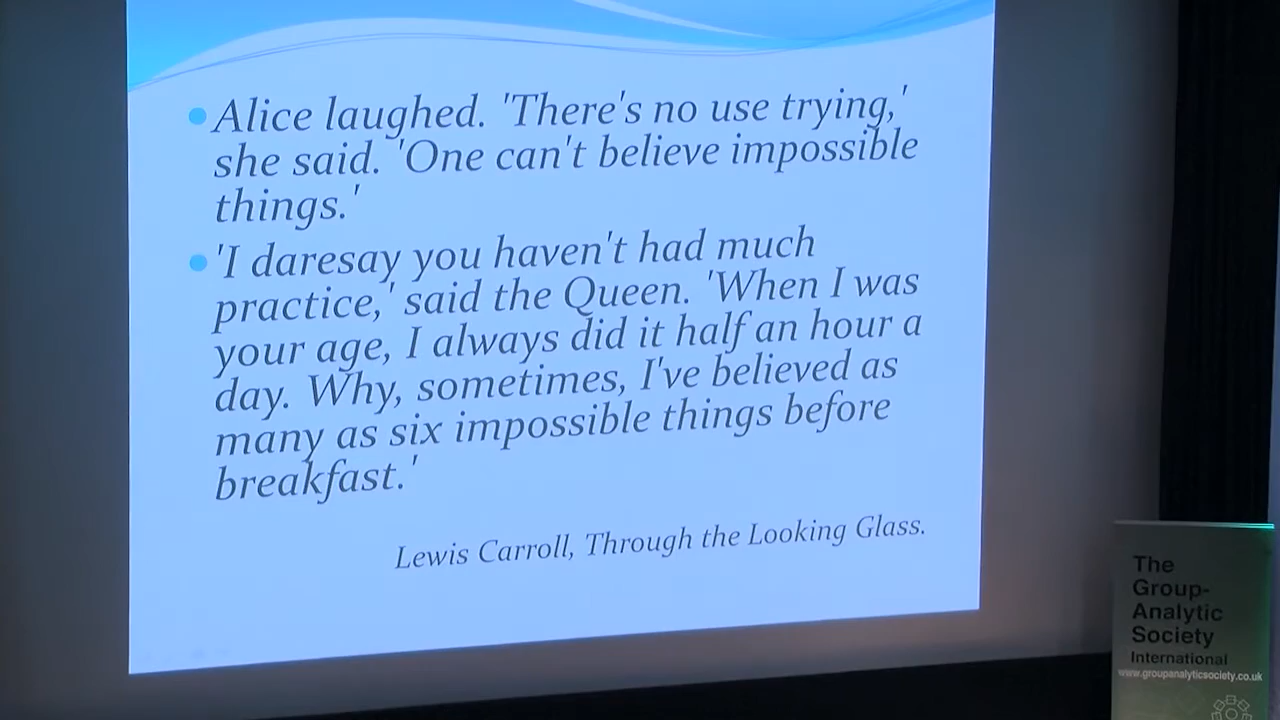 •Alice laughed. 'There's no use trying,'
she said. 'One can't believe impossible
things.'
•'I daresay you haven't had much
practice,' said the Queen. 'When I was
your age, I always did it half an hour a
day. Why, sometimes, I've believed as
many as six impossible things before
breakfast.'
Lewis Carroll, Through the Looking Glass.
The
Group-
Analytic
Society
International
www.groupanalyticsociety.co.uk